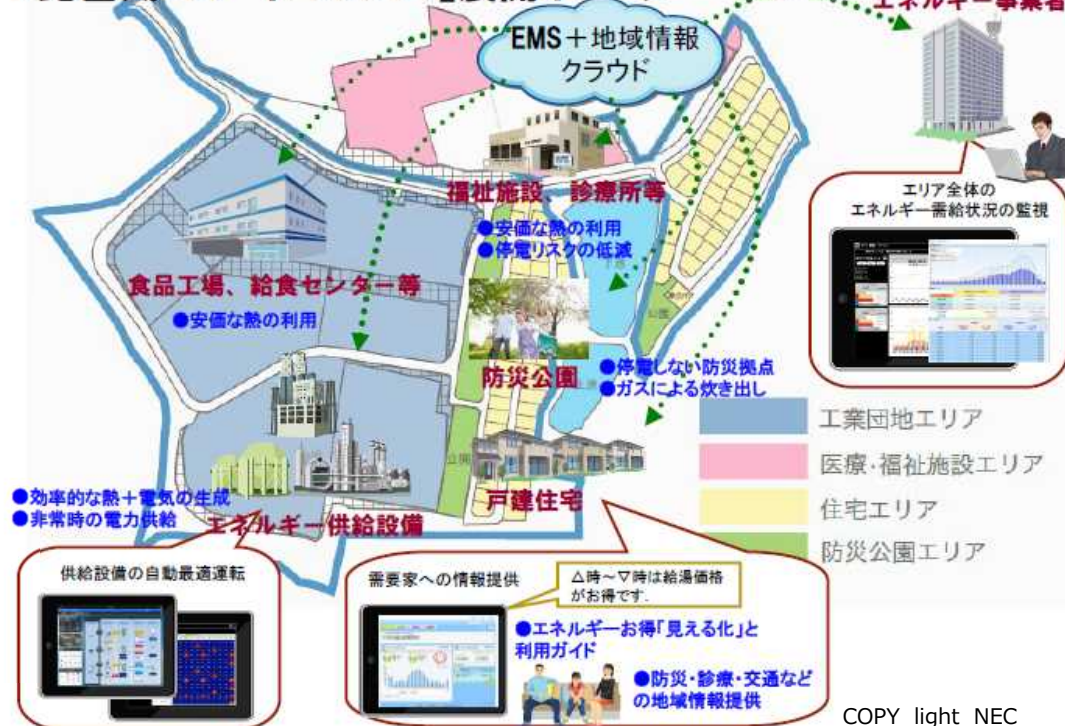 エネルギー事業者
EMS＋地域情報
クラウド
福祉施設、診療所等
●安価な熱の利用
●停電リスクの低減
エリア全体の
エネルギー需給状況の監視
食品工場、給食センター等
●安価な熱の利用
公園
防災公園
●停電しない防災拠点
●ガスによる炊き出し
工業団地エリア
医療・福祉施設エリア
住宅エリア
防災公園エリア
公園
戸建住宅
●効率的な熱＋電気の生成
●非常時の電力供給
エネルギー供給設備
供給設備の自動最適運転
需要家への情報提供
△時～▽時は給湯価格
がお得です.
●エネルギーお得「見える化」と
利用ガイド
●防災・診療・交通など
の地域情報提供
COPY light NEC